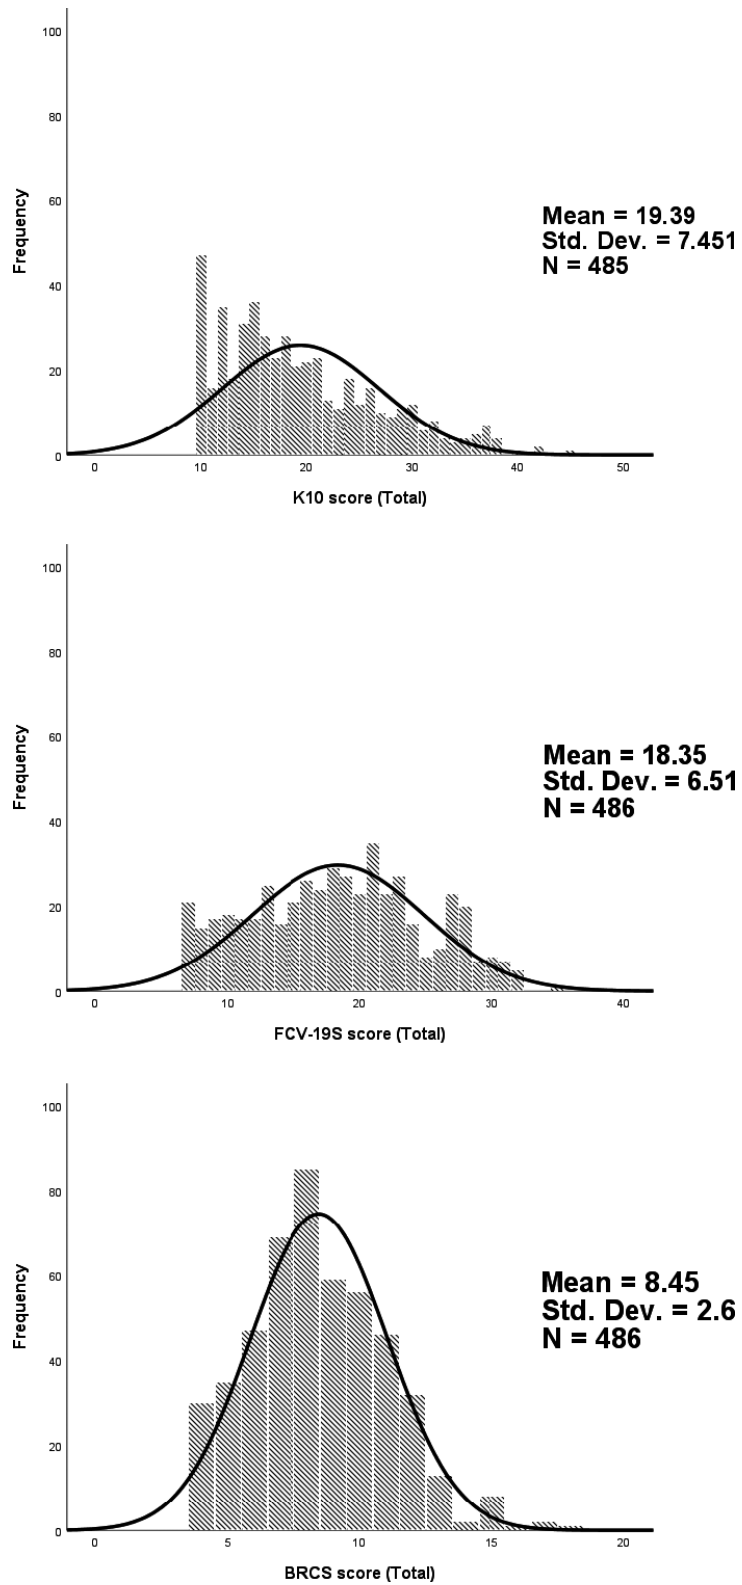 100
80
60
40
20
0
Frequency
Mean = 19.39
Std. Dev. = 7.451
N = 485
0 10 20 30 40 50
K10 score (Total)
100
80
60
40
20
0
Frequency
Mean = 18.35
Std. Dev. = 6.51
N = 486
0 10 20 30 40
FCV-19S score (Total)
100
80
60
40
20
0
Frequency
Mean = 8.45
Std. Dev. = 2.6
N = 486
0 5 10 15 20
BRCS score (Total)